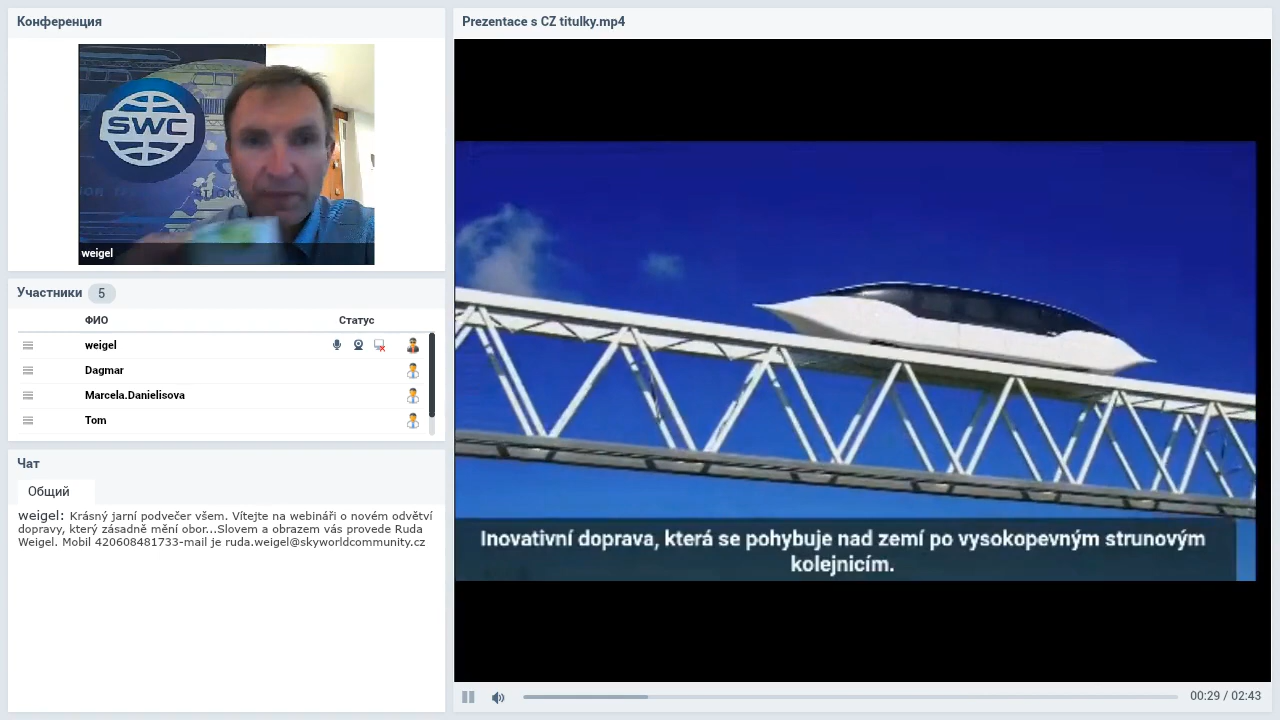 Конференция
SWC
weigel
Участники 5
ФИО Статус
weigel
Dagmar
Marcela.Danielisova
Tom
Чат
Общий
weigel: Krásný jarní podvečer všem. Vítejte na webináři o novém odvětví
dopravy, který zásadně mění obor...Slovem a obrazem vás provede Ruda
Weigel. Mobil 420608481733-mail je ruda.weigel@skyworldcommunity.cz
Prezentace s CZ titulky.mp4
Inovativní doprava, která se pohybuje nad zemí po vysokopevným strunovým
kolejnicím.
00:29 / 02:43